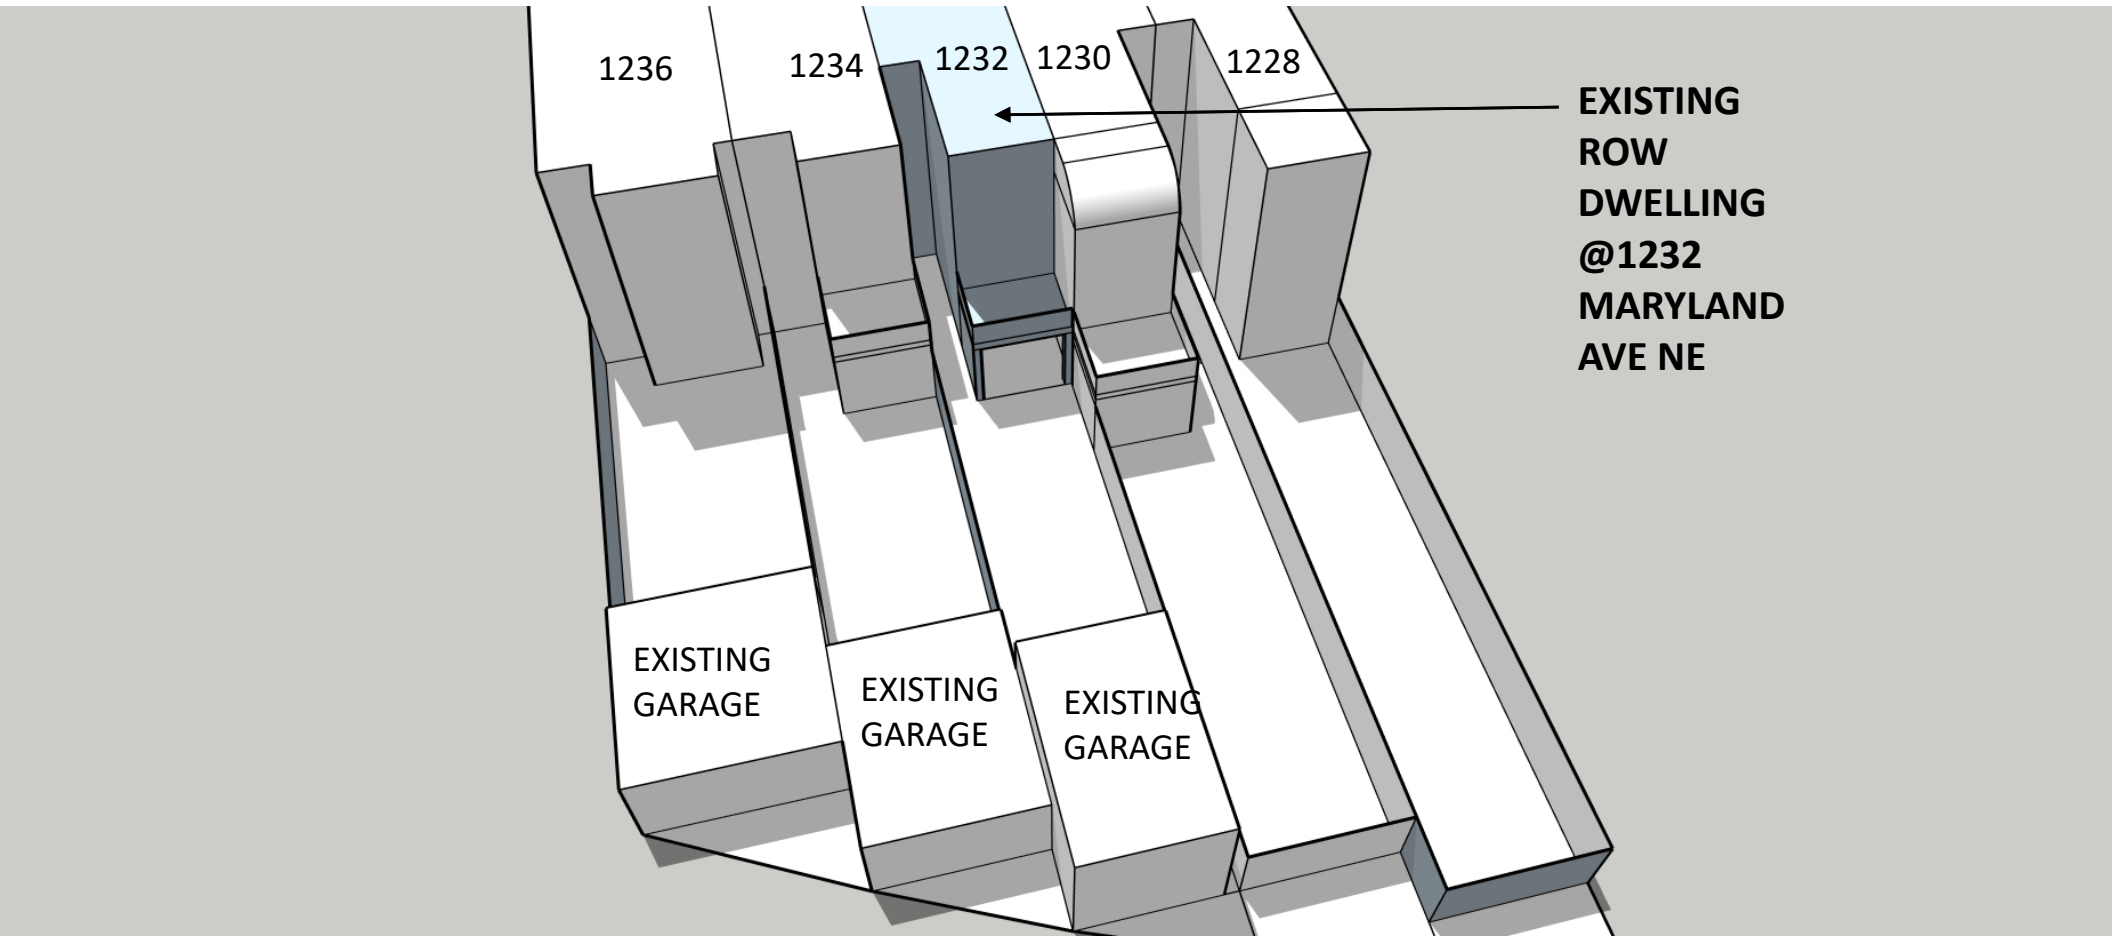 1236
1234
1232
1230
1228
EXISTING
ROW
DWELLING
@1232
MARYLAND
AVE NE
EXISTING
GARAGE
EXISTING
GARAGE
EXISTING
GARAGE